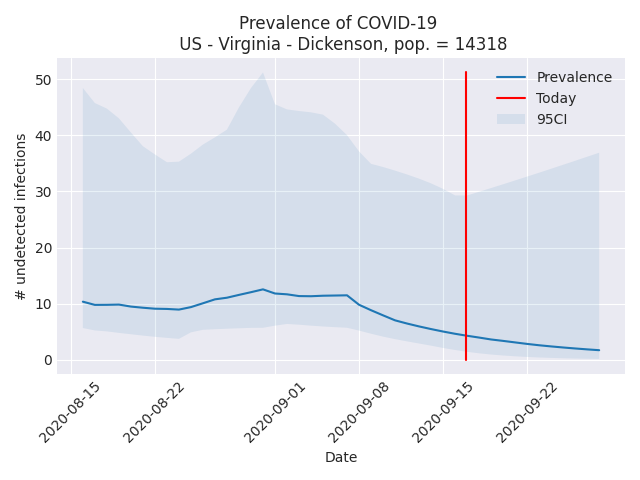 Prevalence of COVID-19
US - Virginia - Dickenson, pop. = 14318
# undetected infections
50
40
30
20
10
0
Prevalence
Today
95CI
2020-08-15
2020-08-22
2020-09-01
2020-09-08
2020-09-15
2020-09-22
Date